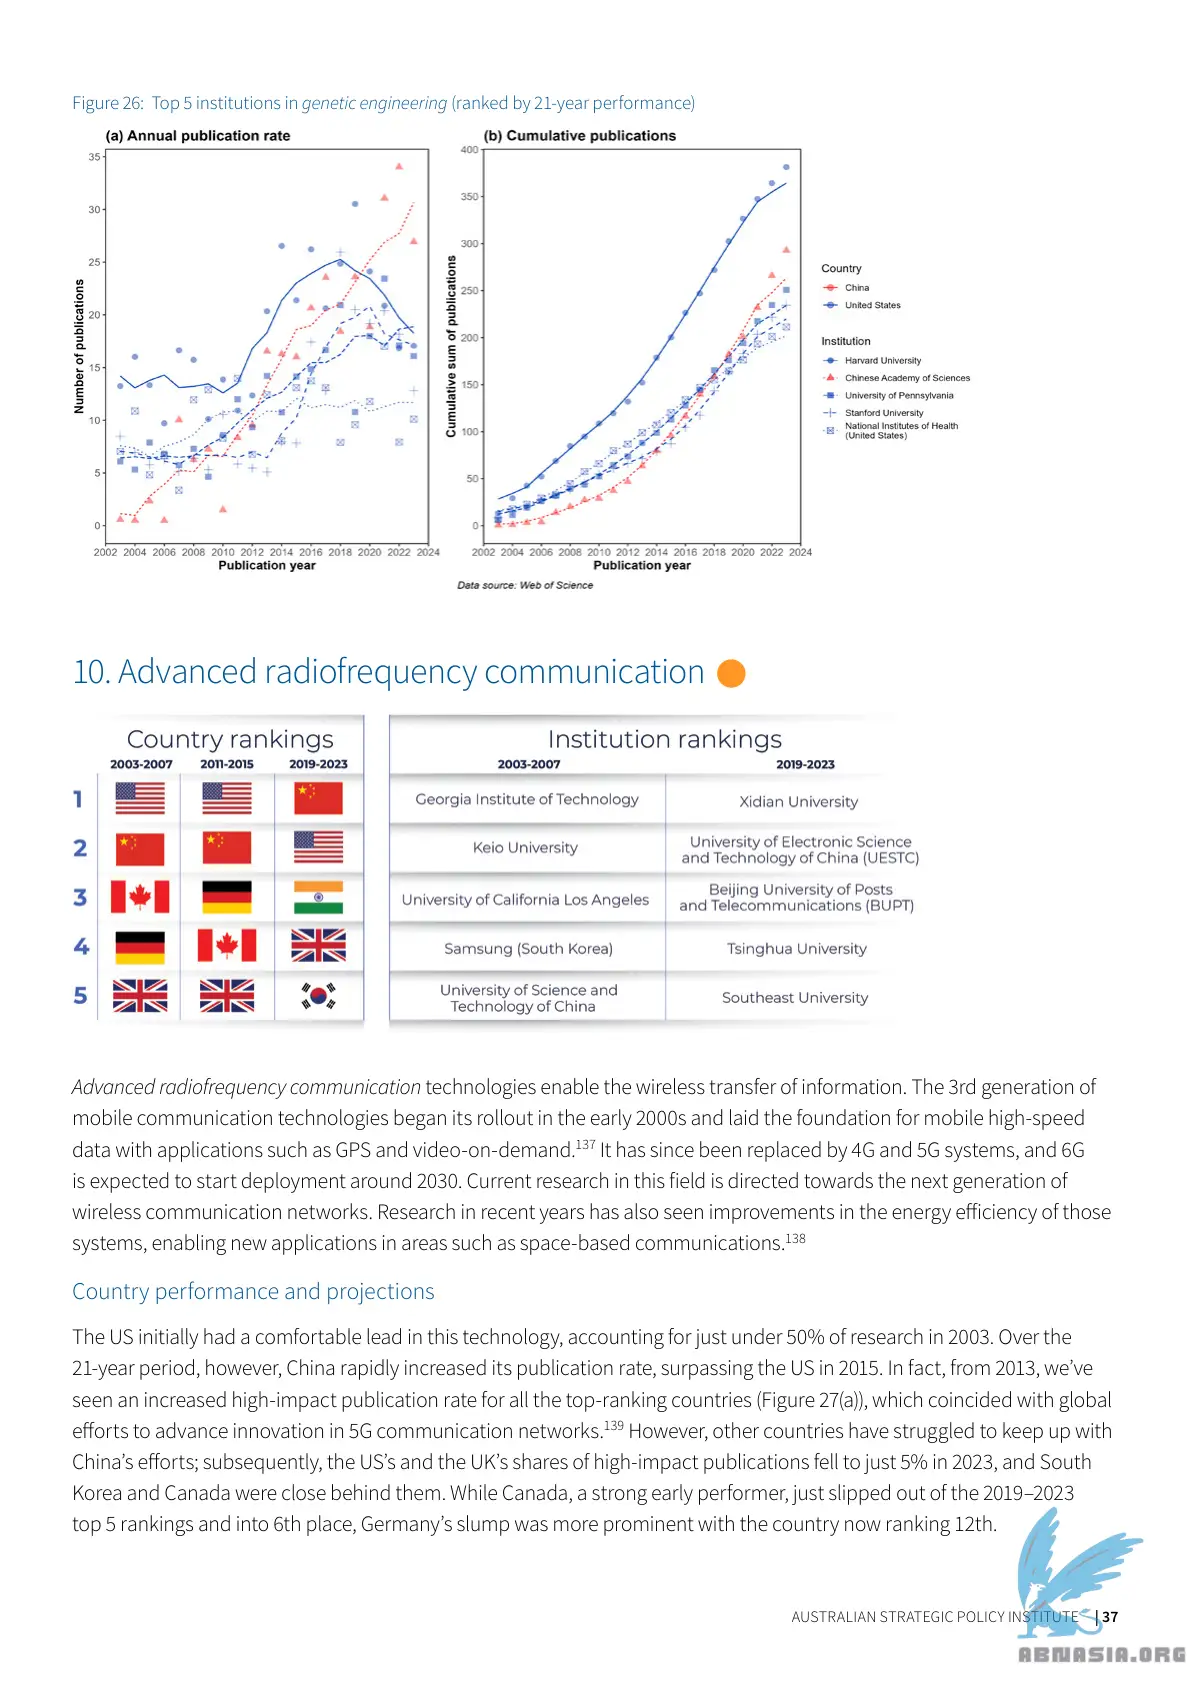 Figure 26: Top 5 institutions in genetic engineering (ranked by 21-year performance)
(a) Annual publication rate
Number of publications
35
30
25
20
15
10
5
0
2002 2004 2006 2008 2010 2012 2014 2016 2018 2020 2022 2024
Publication year
(b) Cumulative publications
Cumulative sum of publications
400
350
300
250
200
150
100
50
0
2002 2004 2006 2008 2010 2012 2014 2016 2018 2020 2022 2024
Publication year
Country
China
United States
Institution
Harvard University
Chinese Academy of Sciences
University of Pennsylvania
Stanford University
National Institutes of Health
(United States)
Data source: Web of Science
10. Advanced radiofrequency communication
Country rankings
2003-2007 2011-2015 2019-2023
1
2
3
4
5
Institution rankings
2003-2007 2019-2023
Georgia Institute of Technology
Xidian University
Keio University
University of Electronic Science
and Technology of China (UESTC)
University of California Los Angeles
Beijing University of Posts
and Telecommunications (BUPT)
Samsung (South Korea)
Tsinghua University
University of Science and
Technology of China
Southeast University
Advanced radiofrequency communication technologies enable the wireless transfer of information. The 3rd generation of
mobile communication technologies began its rollout in the early 2000s and laid the foundation for mobile high-speed
data with applications such as GPS and video-on-demand.137 It has since been replaced by 4G and 5G systems, and 6G
is expected to start deployment around 2030. Current research in this field is directed towards the next generation of
wireless communication networks. Research in recent years has also seen improvements in the energy efficiency of those
systems, enabling new applications in areas such as space-based communications.138
Country performance and projections
The US initially had a comfortable lead in this technology, accounting for just under 50% of research in 2003. Over the
21-year period, however, China rapidly increased its publication rate, surpassing the US in 2015. In fact, from 2013, we’ve
seen an increased high-impact publication rate for all the top-ranking countries (Figure 27(a)), which coincided with global
efforts to advance innovation in 5G communication networks.139 However, other countries have struggled to keep up with
China’s efforts; subsequently, the US’s and the UK’s shares of high-impact publications fell to just 5% in 2023, and South
Korea and Canada were close behind them. While Canada, a strong early performer, just slipped out of the 2019–2023
top 5 rankings and into 6th place, Germany’s slump was more prominent with the country now ranking 12th.
AUSTRALIAN STRATEGIC POLICY INSTITUTE | 37
ABNASIA.ORG